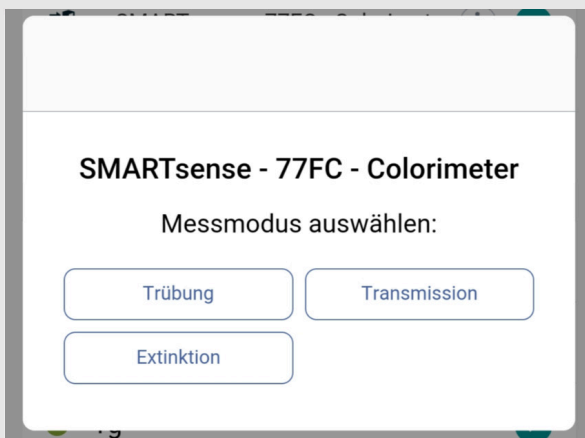 SMARTsense - 77FC - Colorimeter
Messmodus auswählen:
Trübung
Transmission
Extinktion